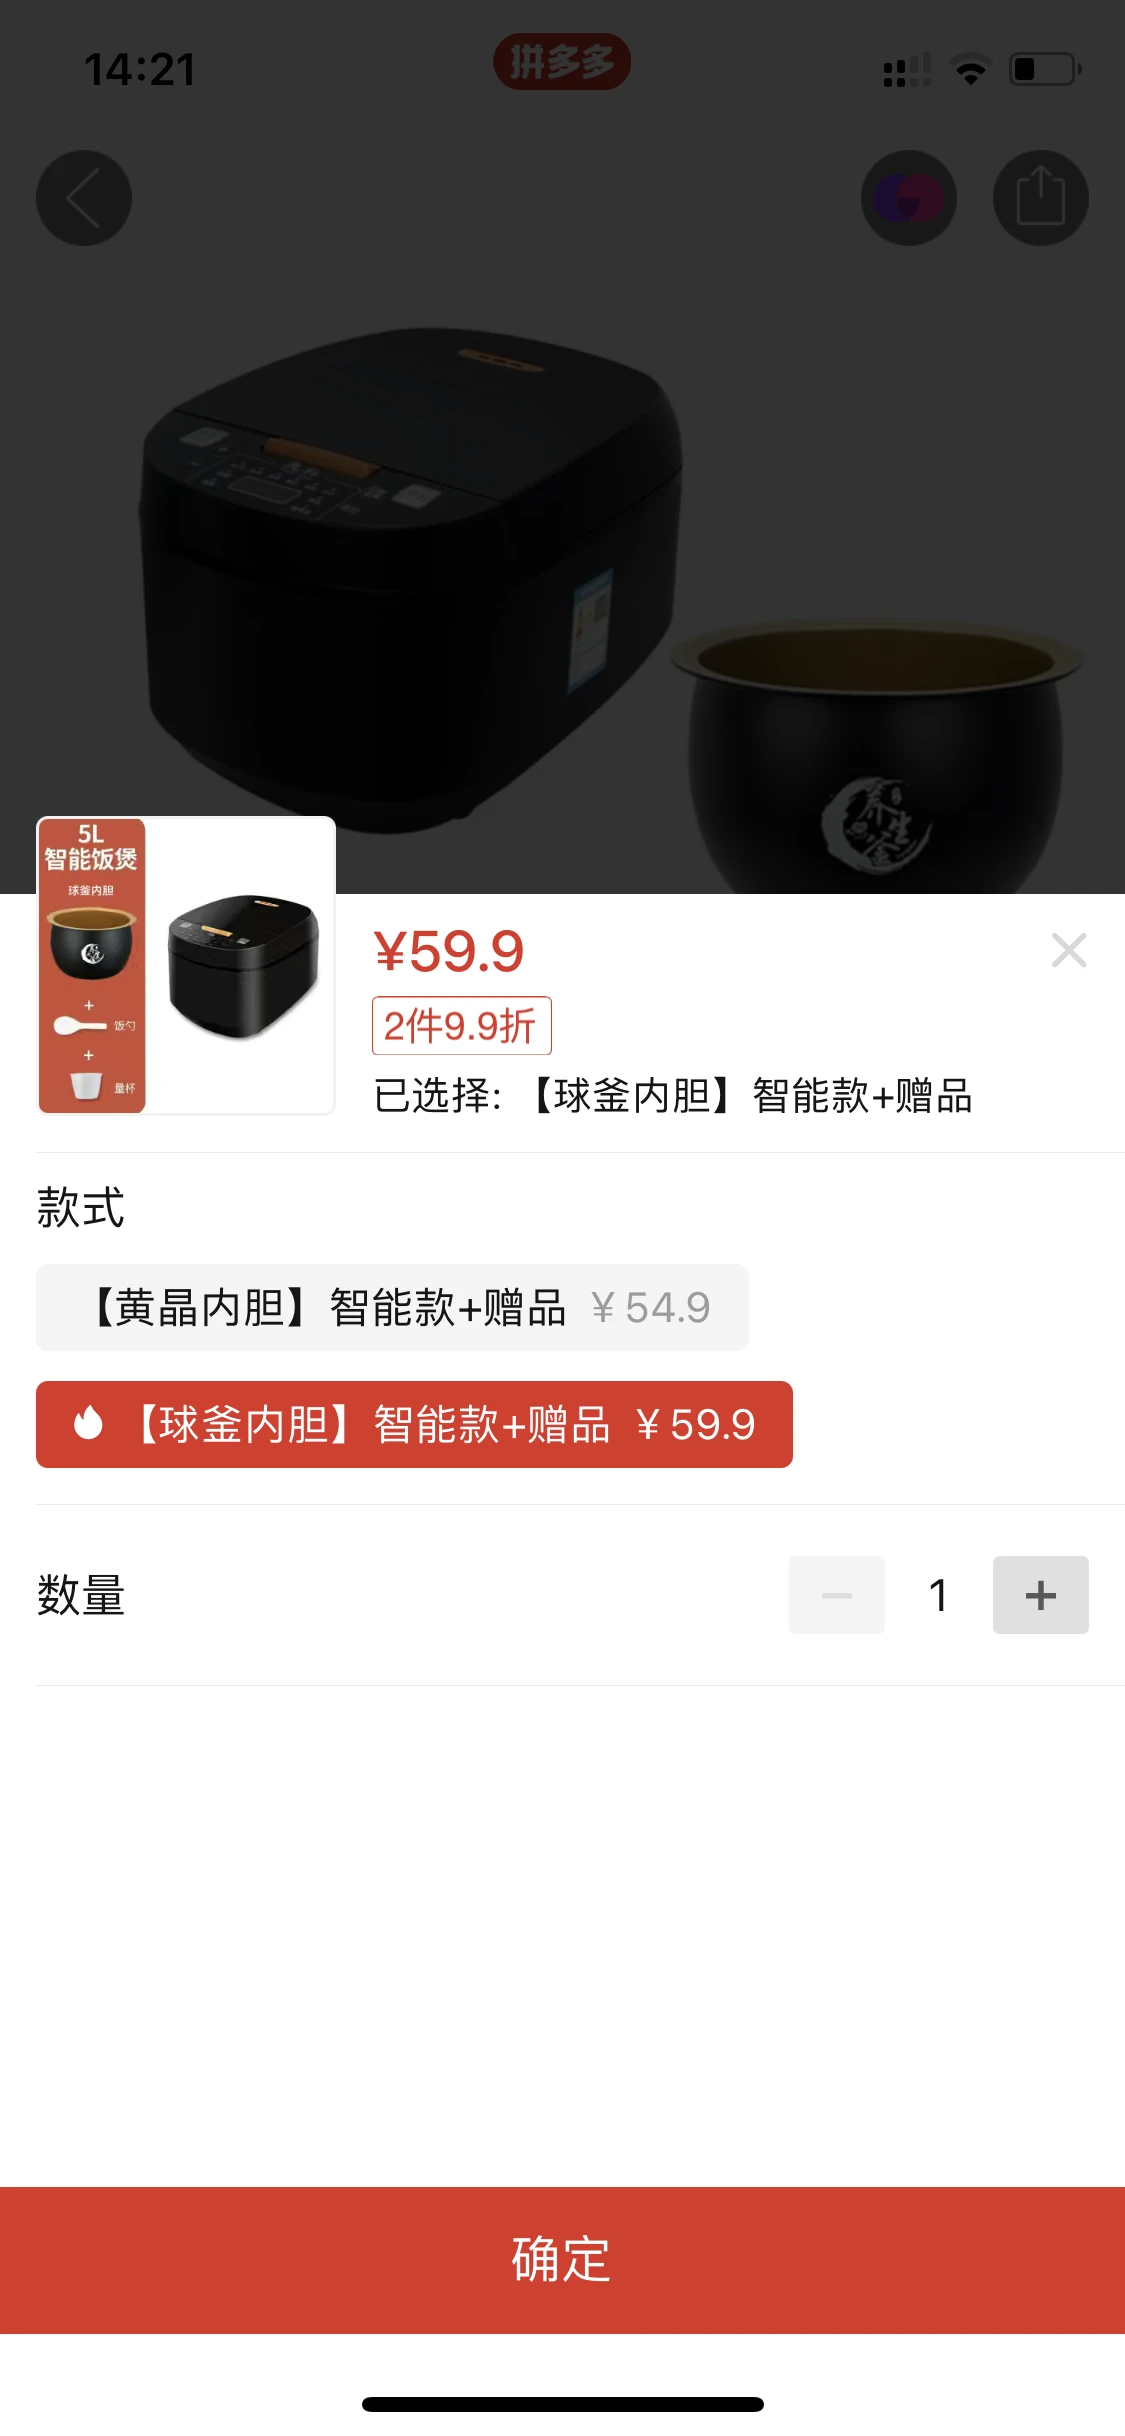 14:21
拼多多
养生
釜
5L
智能饭煲
球釜内胆
+
饭勺
+
量杯
¥59.9
2件9.9折
已选择: 【球釜内胆】智能款+赠品
款式
【黄晶内胆】智能款+赠品 ¥ 54.9
【球釜内胆】智能款+赠品 ¥ 59.9
数量
1
确定